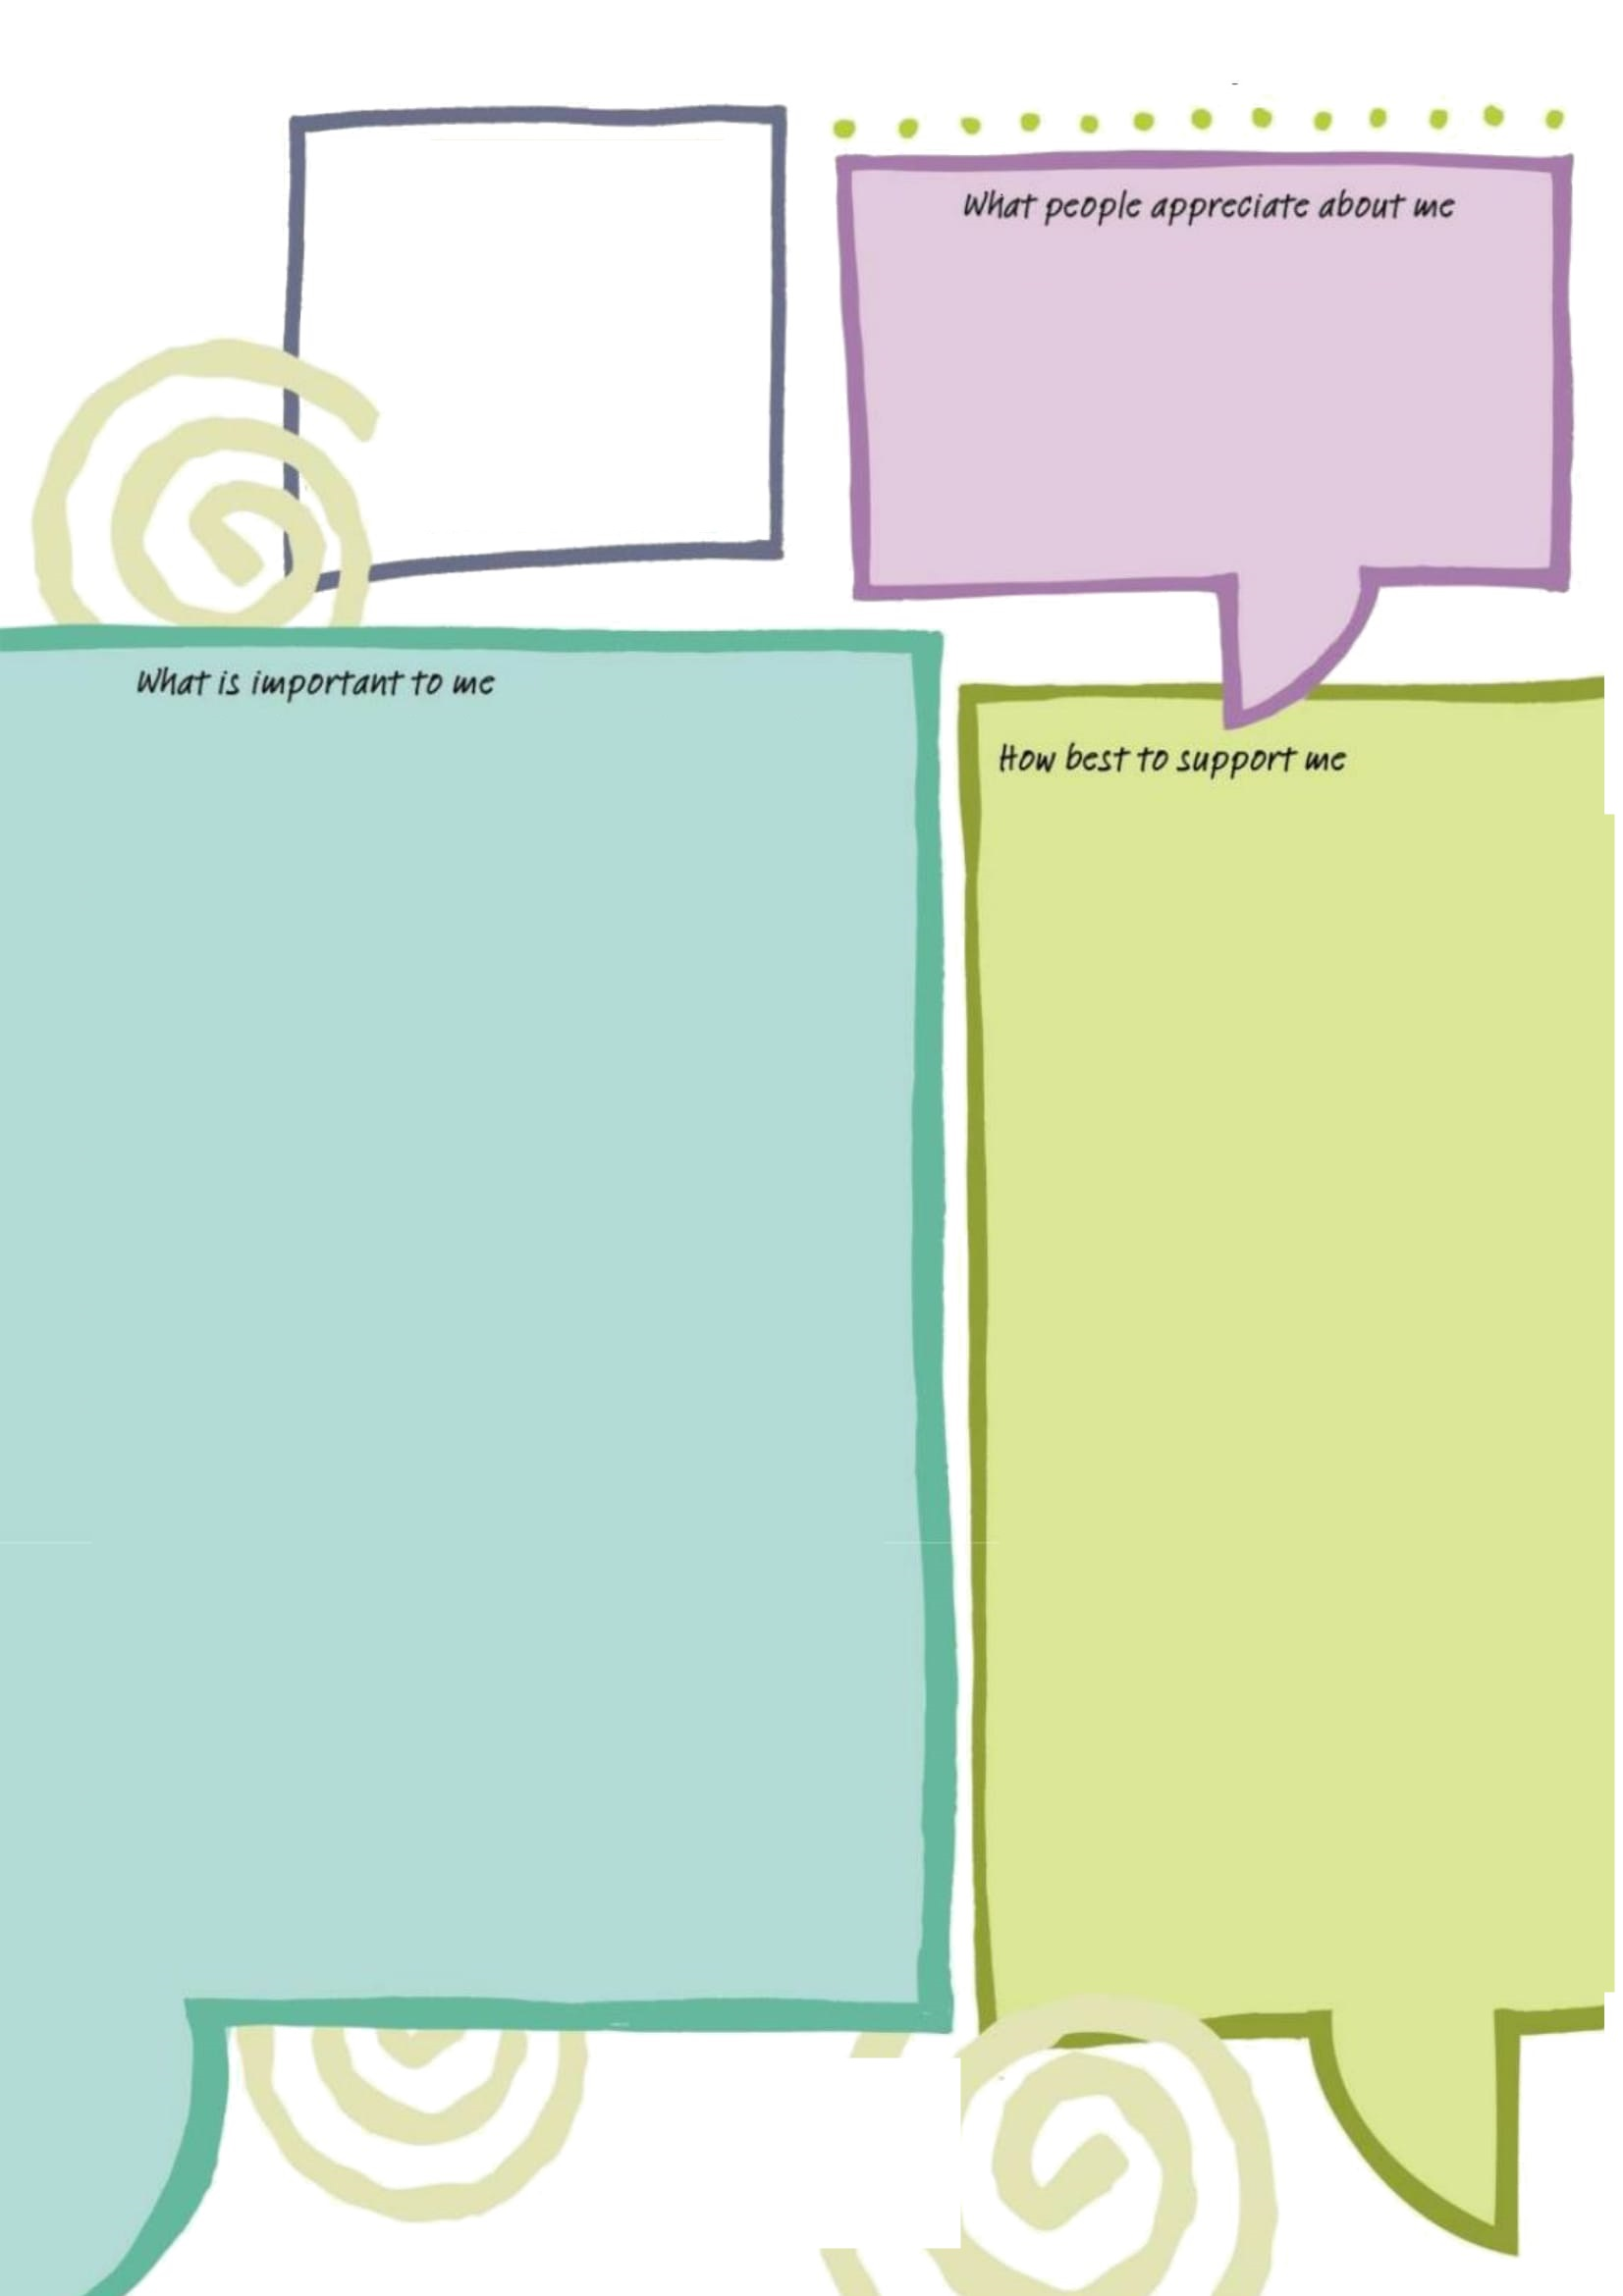 What people appreciate about me
What is important to me
How best to support me